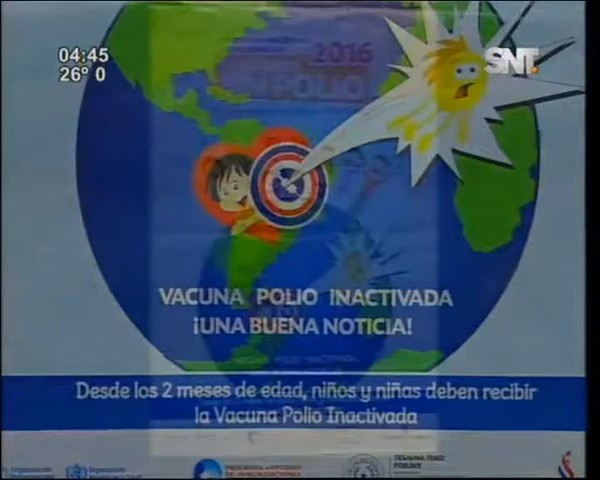 04:45
26° 0
SNT.
2016
POLIO
VACUNA POLIO INACTIVADA
¡UNA BUENA NOTICIA!
Desde los 2 meses de edad, niños y niñas deben recibir
la Vacuna Polio Inactivada